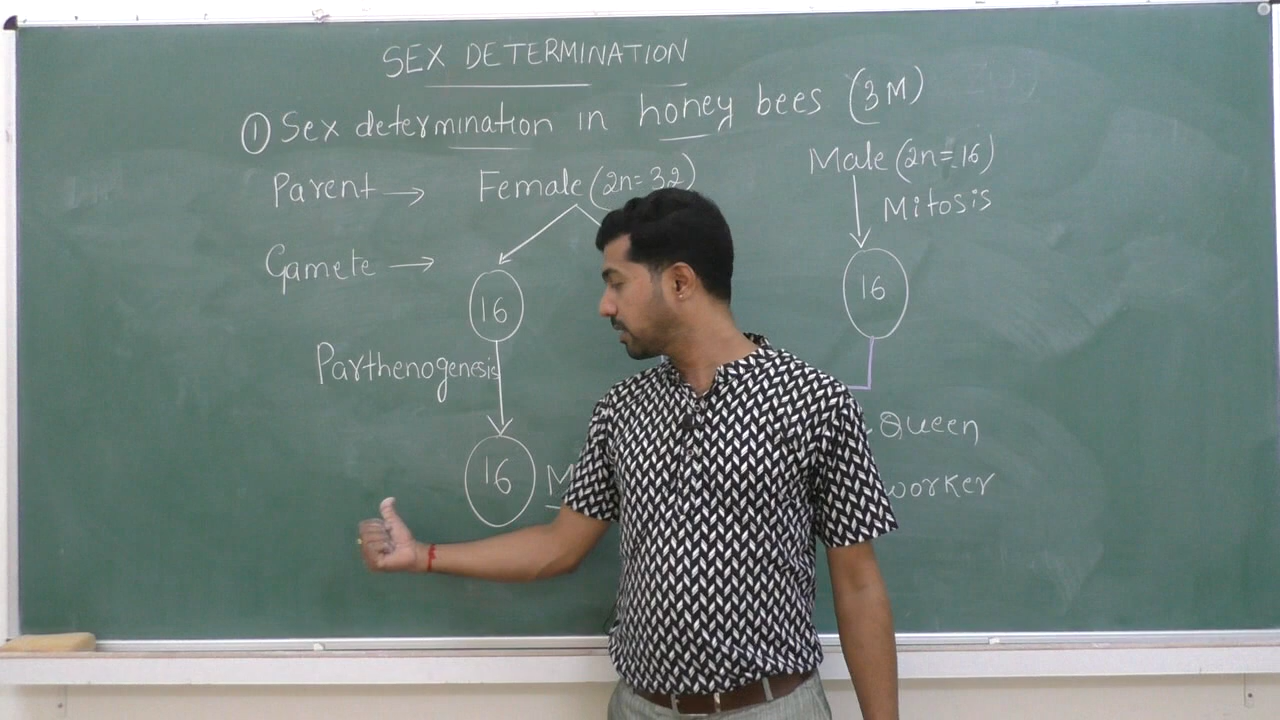 SEX DETERMINATION
① Sex determination in honey bees (3M)
Parent → Female (2n=32) Male (2n=16)
Mitosis
Gamete →
16 16
Parthenogenesis
Queen
16 worker